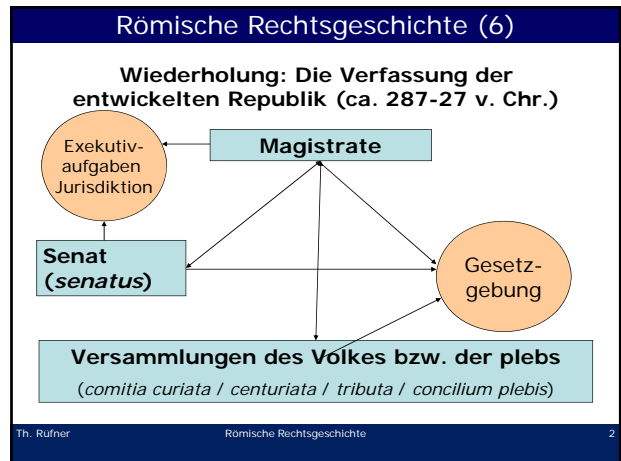 Römische Rechtsgeschichte (6)
Wiederholung: Die Verfassung der
entwickelten Republik (ca. 287-27 v. Chr.)
Exekutiv-
aufgaben
Jurisdiktion
Magistrate
Senat
(senatus)
Gesetz-
gebung
Versammlungen des Volkes bzw. der plebs
(comitia curiata / centuriata / tributa / concilium plebis)
Th. Rüfner Römische Rechtsgeschichte 2